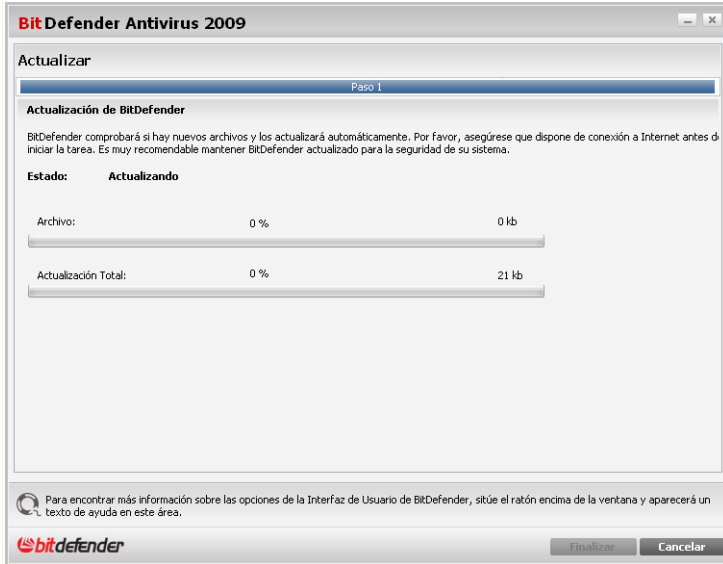 BitDefender Antivirus 2009
Actualizar
Paso 1
Actualización de BitDefender
BitDefender comprobará si hay nuevos archivos y los actualizará automáticamente. Por favor, asegúrese que dispone de conexión a Internet antes de
iniciar la tarea. Es muy recomendable mantener BitDefender actualizado para la seguridad de su sistema.
Estado: Actualizando
Archivo: 0 % 0 kb
Actualización Total: 0 % 21 kb
Para encontrar más información sobre las opciones de la Interfaz de Usuario de BitDefender, sitúe el ratón encima de la ventana y aparecerá un
texto de ayuda en este área.
bitdefender
Finalizar Cancelar